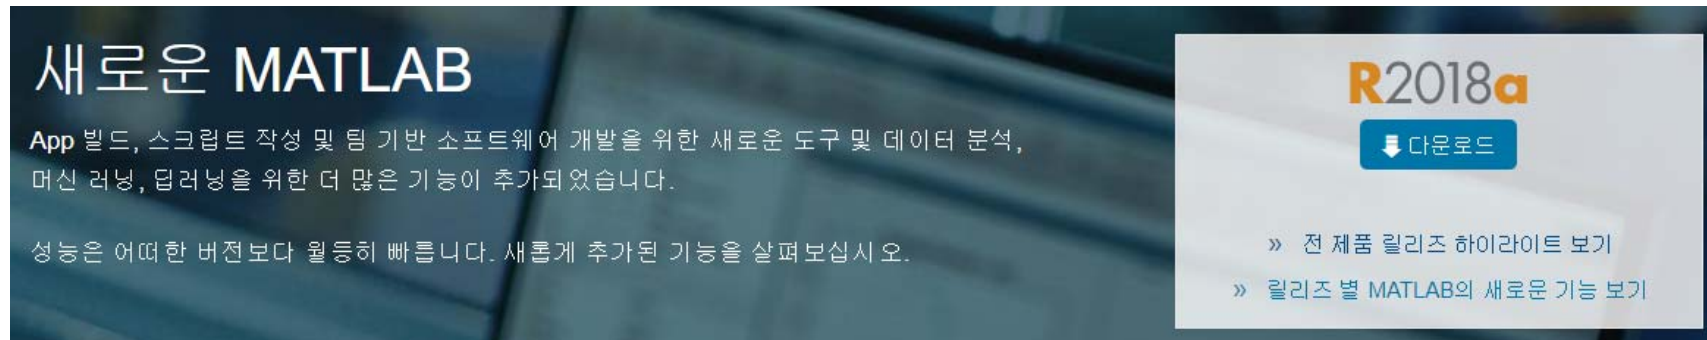 새로운 MATLAB
App 빌드, 스크립트 작성 및 팀 기반 소프트웨어 개발을 위한 새로운 도구 및 데이터 분석,
머신 러닝, 딥러닝을 위한 더 많은 기능이 추가되었습니다.
성능은 어떠한 버전보다 월등히 빠릅니다. 새롭게 추가된 기능을 살펴보십시오.
R2018a
다운로드
» 전 제품 릴리즈 하이라이트 보기
» 릴리즈 별 MATLAB의 새로운 기능 보기